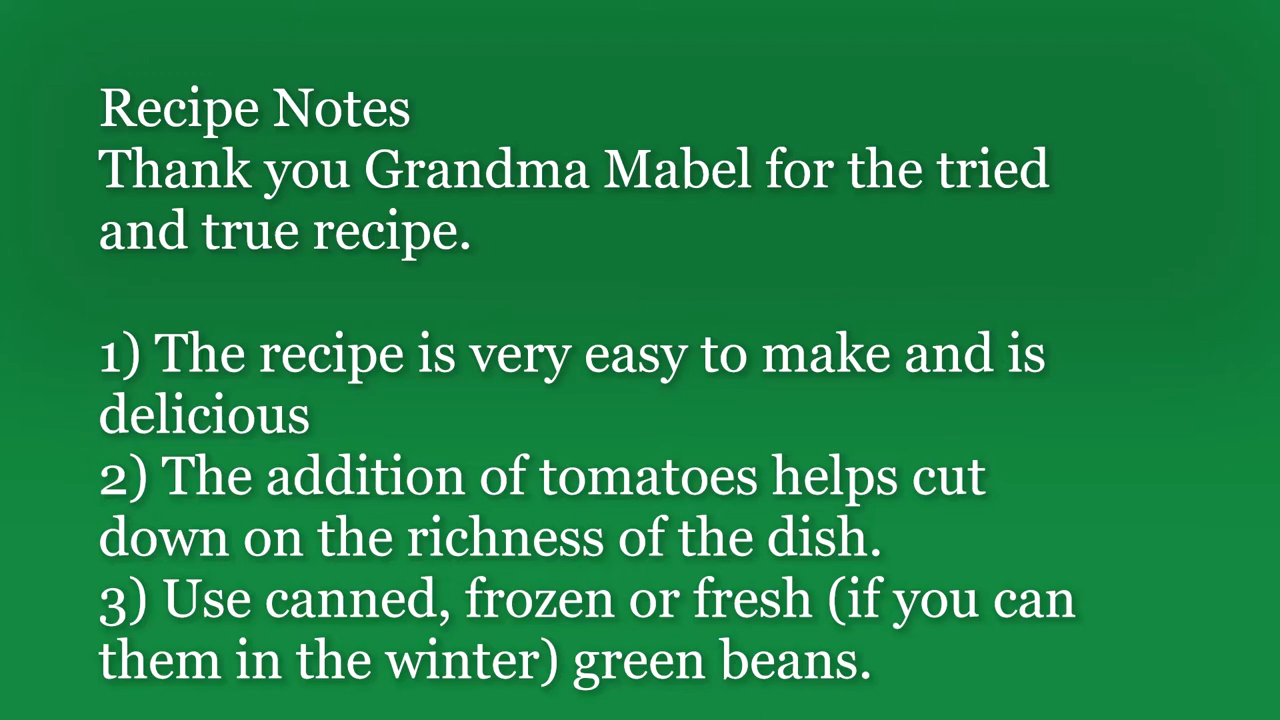 Recipe Notes
Thank you Grandma Mabel for the tried
and true recipe.
1) The recipe is very easy to make and is
delicious
2) The addition of tomatoes helps cut
down on the richness of the dish.
3) Use canned, frozen or fresh (if you can
them in the winter) green beans.